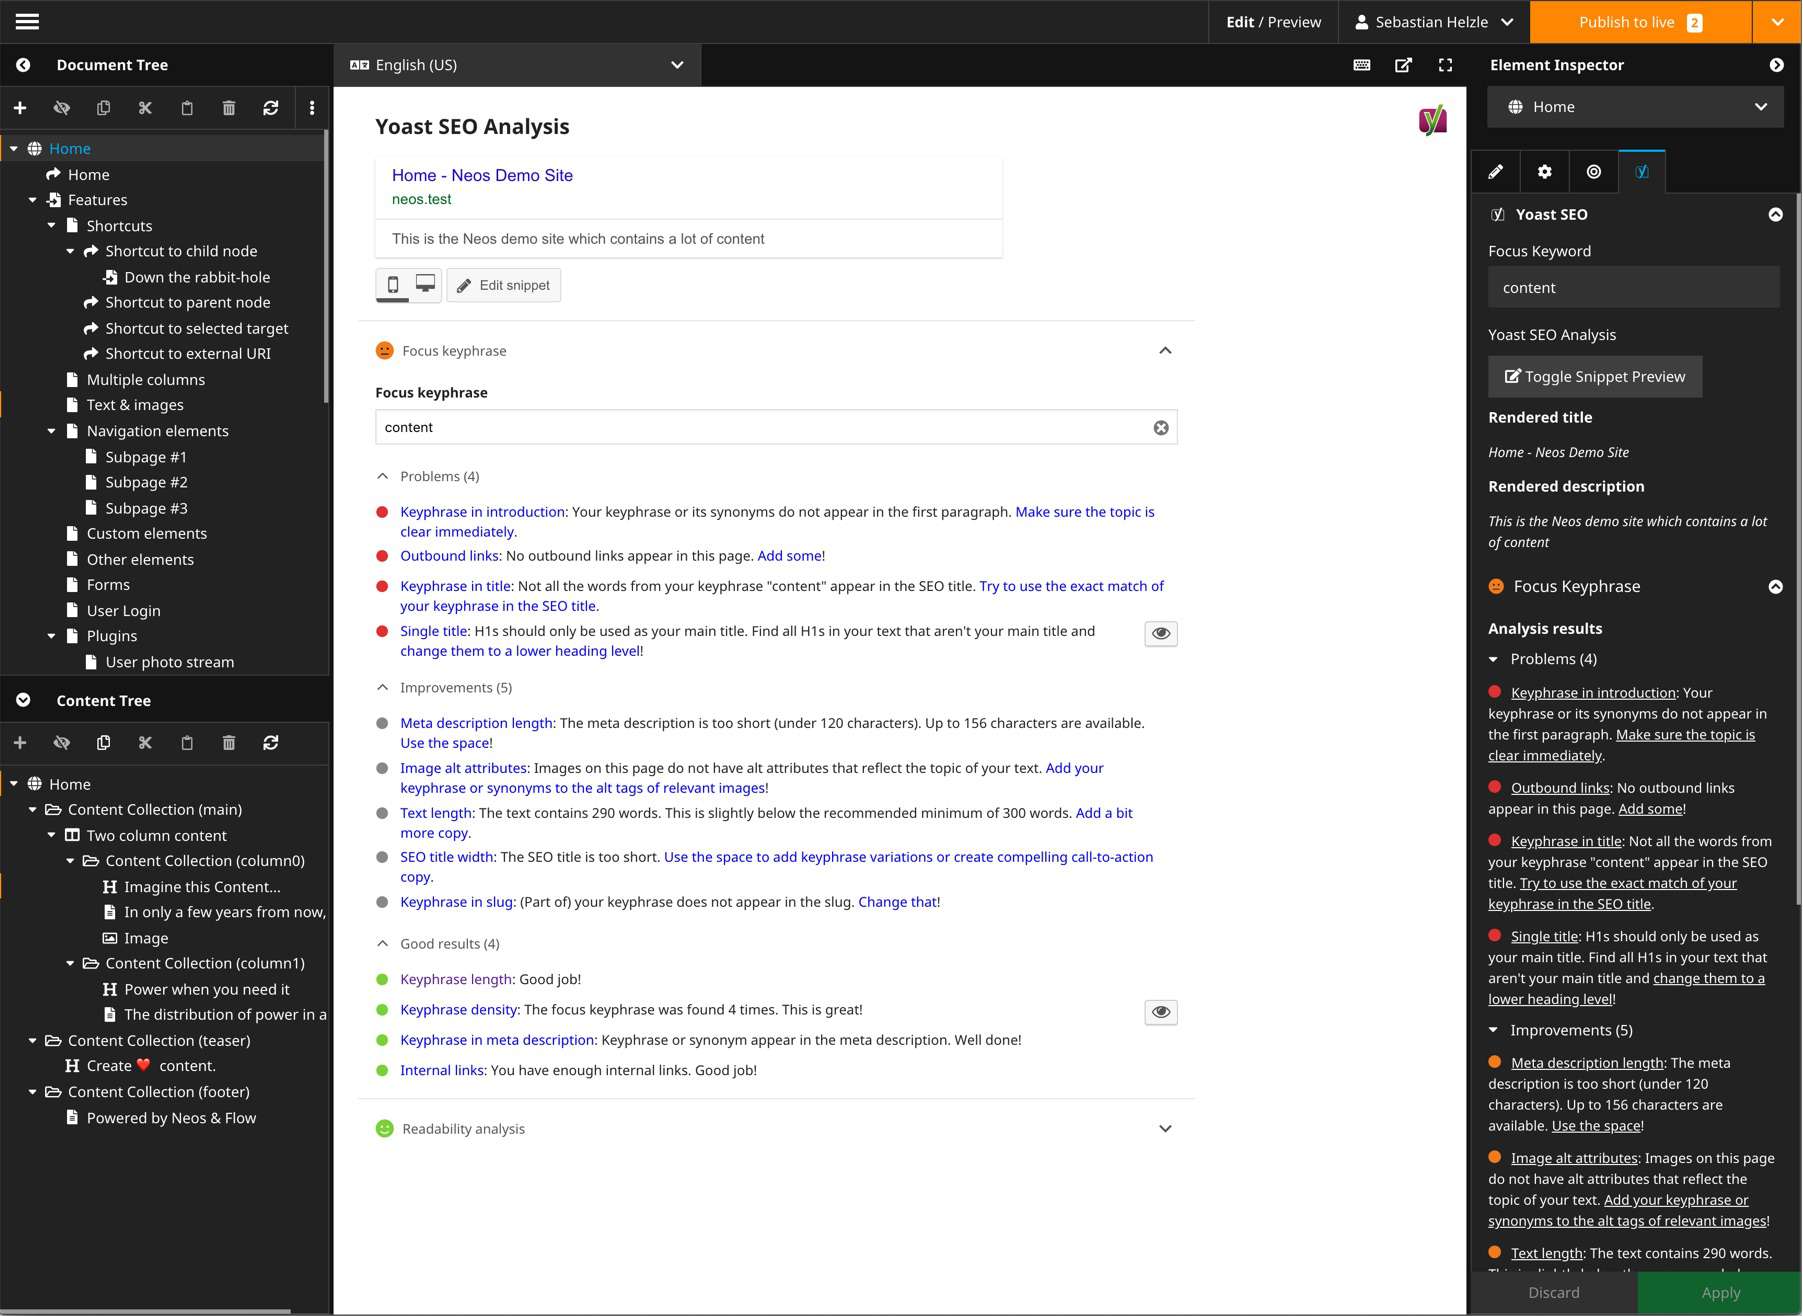 Edit / Preview
Sebastian Helzle
Publish to live 2
Document Tree
English (US)
Element Inspector
Home
Home
Home
Features
Shortcuts
Shortcut to child node
Down the rabbit-hole
Shortcut to parent node
Shortcut to selected target
Shortcut to external URI
Multiple columns
Text & images
Navigation elements
Subpage #1
Subpage #2
Subpage #3
Custom elements
Other elements
Forms
User Login
Plugins
User photo stream
Content Tree
Home
Content Collection (main)
Two column content
Content Collection (column0)
Imagine this Content...
In only a few years from now,
Image
Content Collection (column1)
Power when you need it
The distribution of power in a
Content Collection (teaser)
Create ❤️ content.
Content Collection (footer)
Powered by Neos & Flow
Yoast SEO Analysis
Home - Neos Demo Site
neos.test
This is the Neos demo site which contains a lot of content
Edit snippet
Focus keyphrase
Focus keyphrase
content
Problems (4)
Keyphrase in introduction: Your keyphrase or its synonyms do not appear in the first paragraph. Make sure the topic is
clear immediately.
Outbound links: No outbound links appear in this page. Add some!
Keyphrase in title: Not all the words from your keyphrase "content" appear in the SEO title. Try to use the exact match of
your keyphrase in the SEO title.
Single title: H1s should only be used as your main title. Find all H1s in your text that aren't your main title and
change them to a lower heading level!
Improvements (5)
Meta description length: The meta description is too short (under 120 characters). Up to 156 characters are available.
Use the space!
Image alt attributes: Images on this page do not have alt attributes that reflect the topic of your text. Add your
keyphrase or synonyms to the alt tags of relevant images!
Text length: The text contains 290 words. This is slightly below the recommended minimum of 300 words. Add a bit
more copy.
SEO title width: The SEO title is too short. Use the space to add keyphrase variations or create compelling call-to-action
copy.
Keyphrase in slug: (Part of) your keyphrase does not appear in the slug. Change that!
Good results (4)
Keyphrase length: Good job!
Keyphrase density: The focus keyphrase was found 4 times. This is great!
Keyphrase in meta description: Keyphrase or synonym appear in the meta description. Well done!
Internal links: You have enough internal links. Good job!
Readability analysis
Yoast SEO
Focus Keyword
content
Yoast SEO Analysis
Toggle Snippet Preview
Rendered title
Home - Neos Demo Site
Rendered description
This is the Neos demo site which contains a lot
of content
Focus Keyphrase
Analysis results
Problems (4)
Keyphrase in introduction: Your
keyphrase or its synonyms do not appear in
the first paragraph. Make sure the topic is
clear immediately.
Outbound links: No outbound links
appear in this page. Add some!
Keyphrase in title: Not all the words from
your keyphrase "content" appear in the SEO
title. Try to use the exact match of your
keyphrase in the SEO title.
Single title: H1s should only be used as
your main title. Find all H1s in your text that
aren't your main title and change them to a
lower heading level!
Improvements (5)
Meta description length: The meta
description is too short (under 120
characters). Up to 156 characters are
available. Use the space!
Image alt attributes: Images on this page
do not have alt attributes that reflect the
topic of your text. Add your keyphrase or
synonyms to the alt tags of relevant images!
Text length: The text contains 290 words.
Discard
Apply